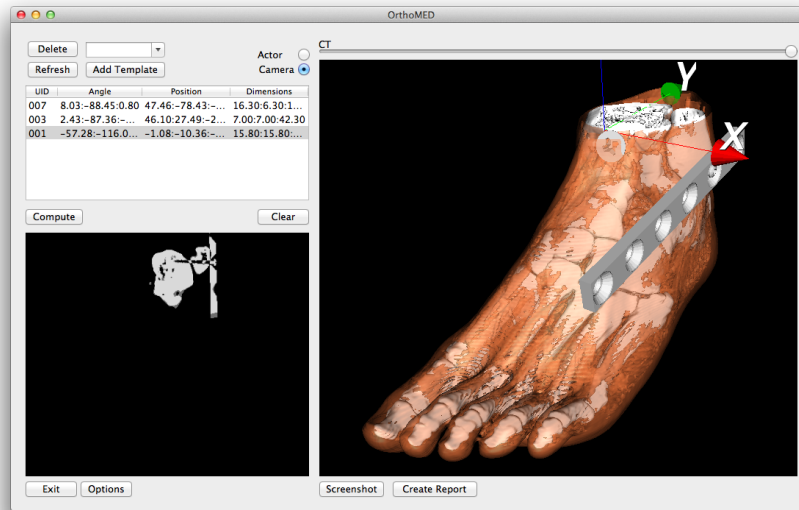 OrthoMED
Delete
Actor
CT
Refresh Add Template Camera
UID Angle Position Dimensions
007 8.03:-88.45:0.80 47.46:-78.43:-... 16.30:6.30:1...
003 2.43:-87.36:-... 46.10:27.49:-2... 7.00:7.00:42.30
001 -57.28:-116.0... -1.08:-10.36:-... 15.80:15.80:...
Compute Clear
Y
X
Exit Options Screenshot Create Report